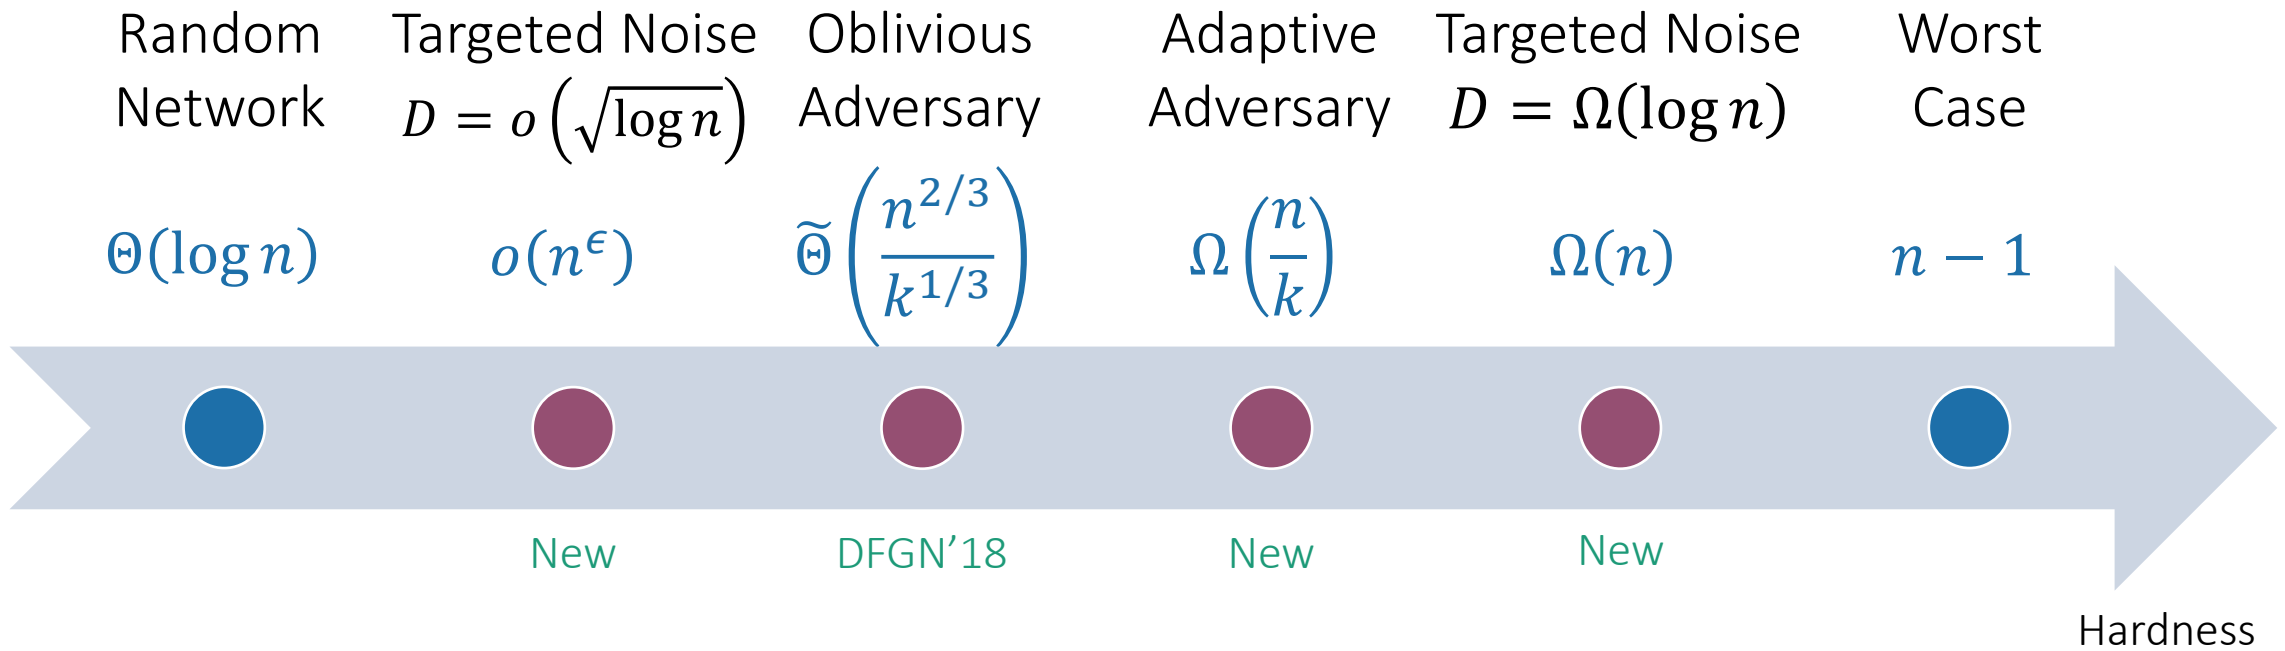 Random Network
Targeted Noise D = o(√log n)
Oblivious Adversary
Adaptive Adversary
Targeted Noise D = Ω(log n)
Worst Case
Θ(log n)
o(n^ϵ)
Θ̃(n^{2/3}/k^{1/3})
Ω(n/k)
Ω(n)
n − 1
New
DFGN’18
New
New
Hardness